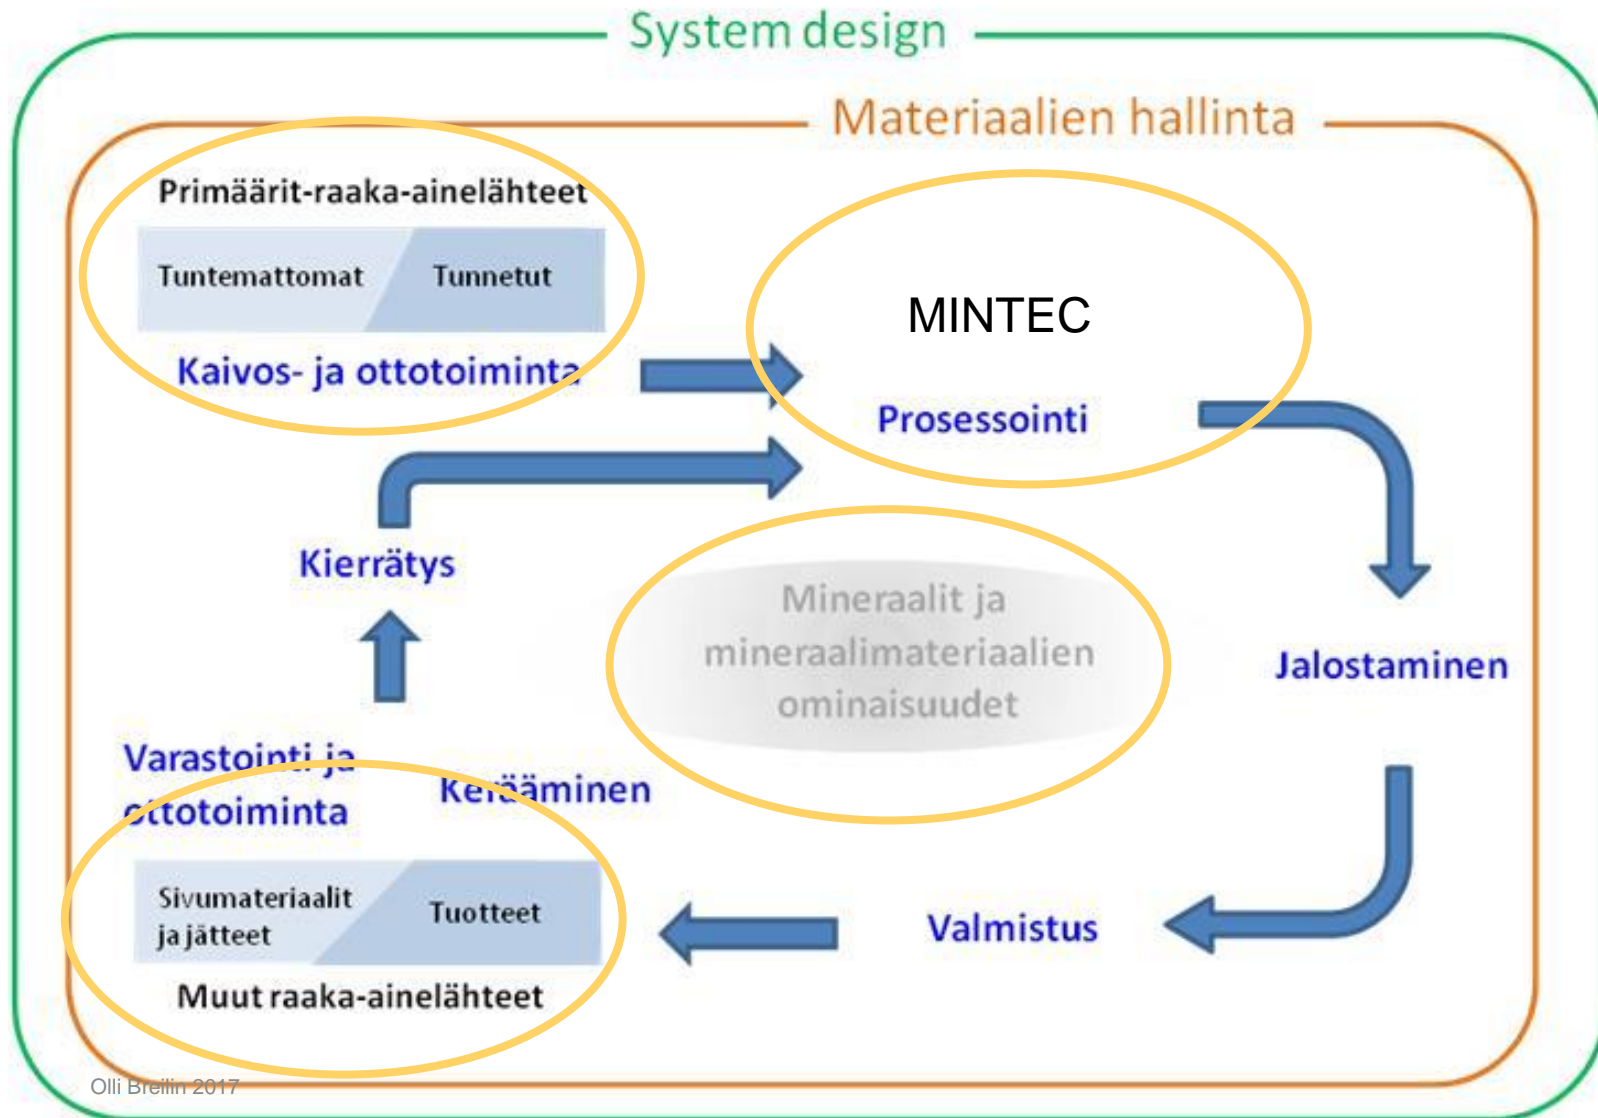 System design
Materiaalien hallinta
Primäärit-raaka-ainelähteet
Tuntemattomat
Tunnetut
Kaivos- ja ottotoiminta
MINTEC
Prosessointi
Kierrätys
Mineraalit ja
mineraalimateriaalien
ominaisuudet
Jalostaminen
Varastointi ja
ottotoiminta
Kerääminen
Sivumateriaalit
ja jätteet
Tuotteet
Valmistus
Muut raaka-ainelähteet
Olli Breilin 2017